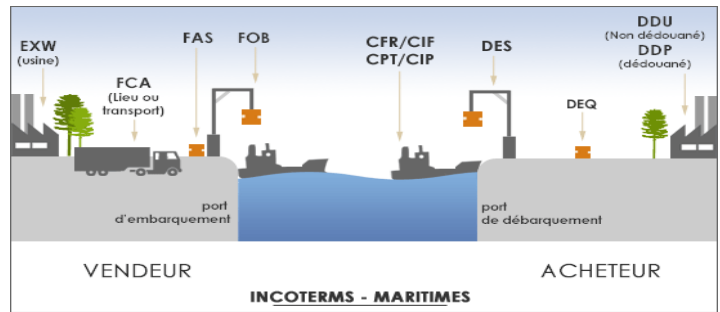 EXW
(usine)
FCA
(Lieu ou
transport)
FAS
FOB
CFR/CIF
CPT/CIP
DES
DEQ
DDU
(Non dédouané)
DDP
(dédouané)
port
d'embarquement
port
de débarquement
VENDEUR
ACHETEUR
INCOTERMS - MARITIMES